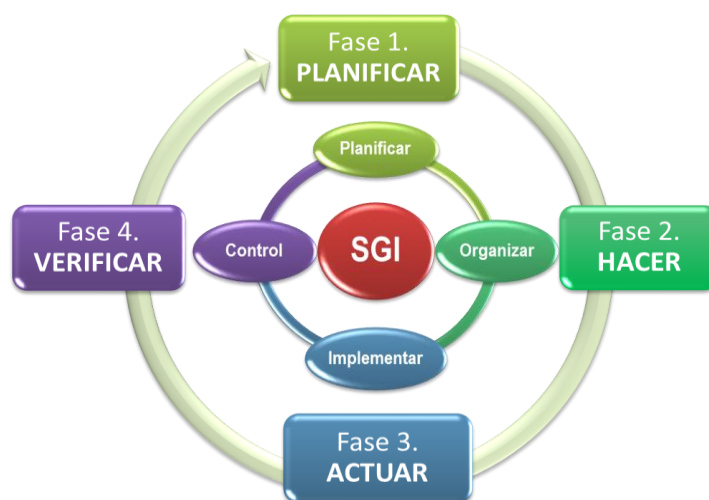 Fase 1.
PLANIFICAR
Planificar
Fase 4.
VERIFICAR
Control
SGI
Organizar
Fase 2.
HACER
Implementar
Fase 3.
ACTUAR